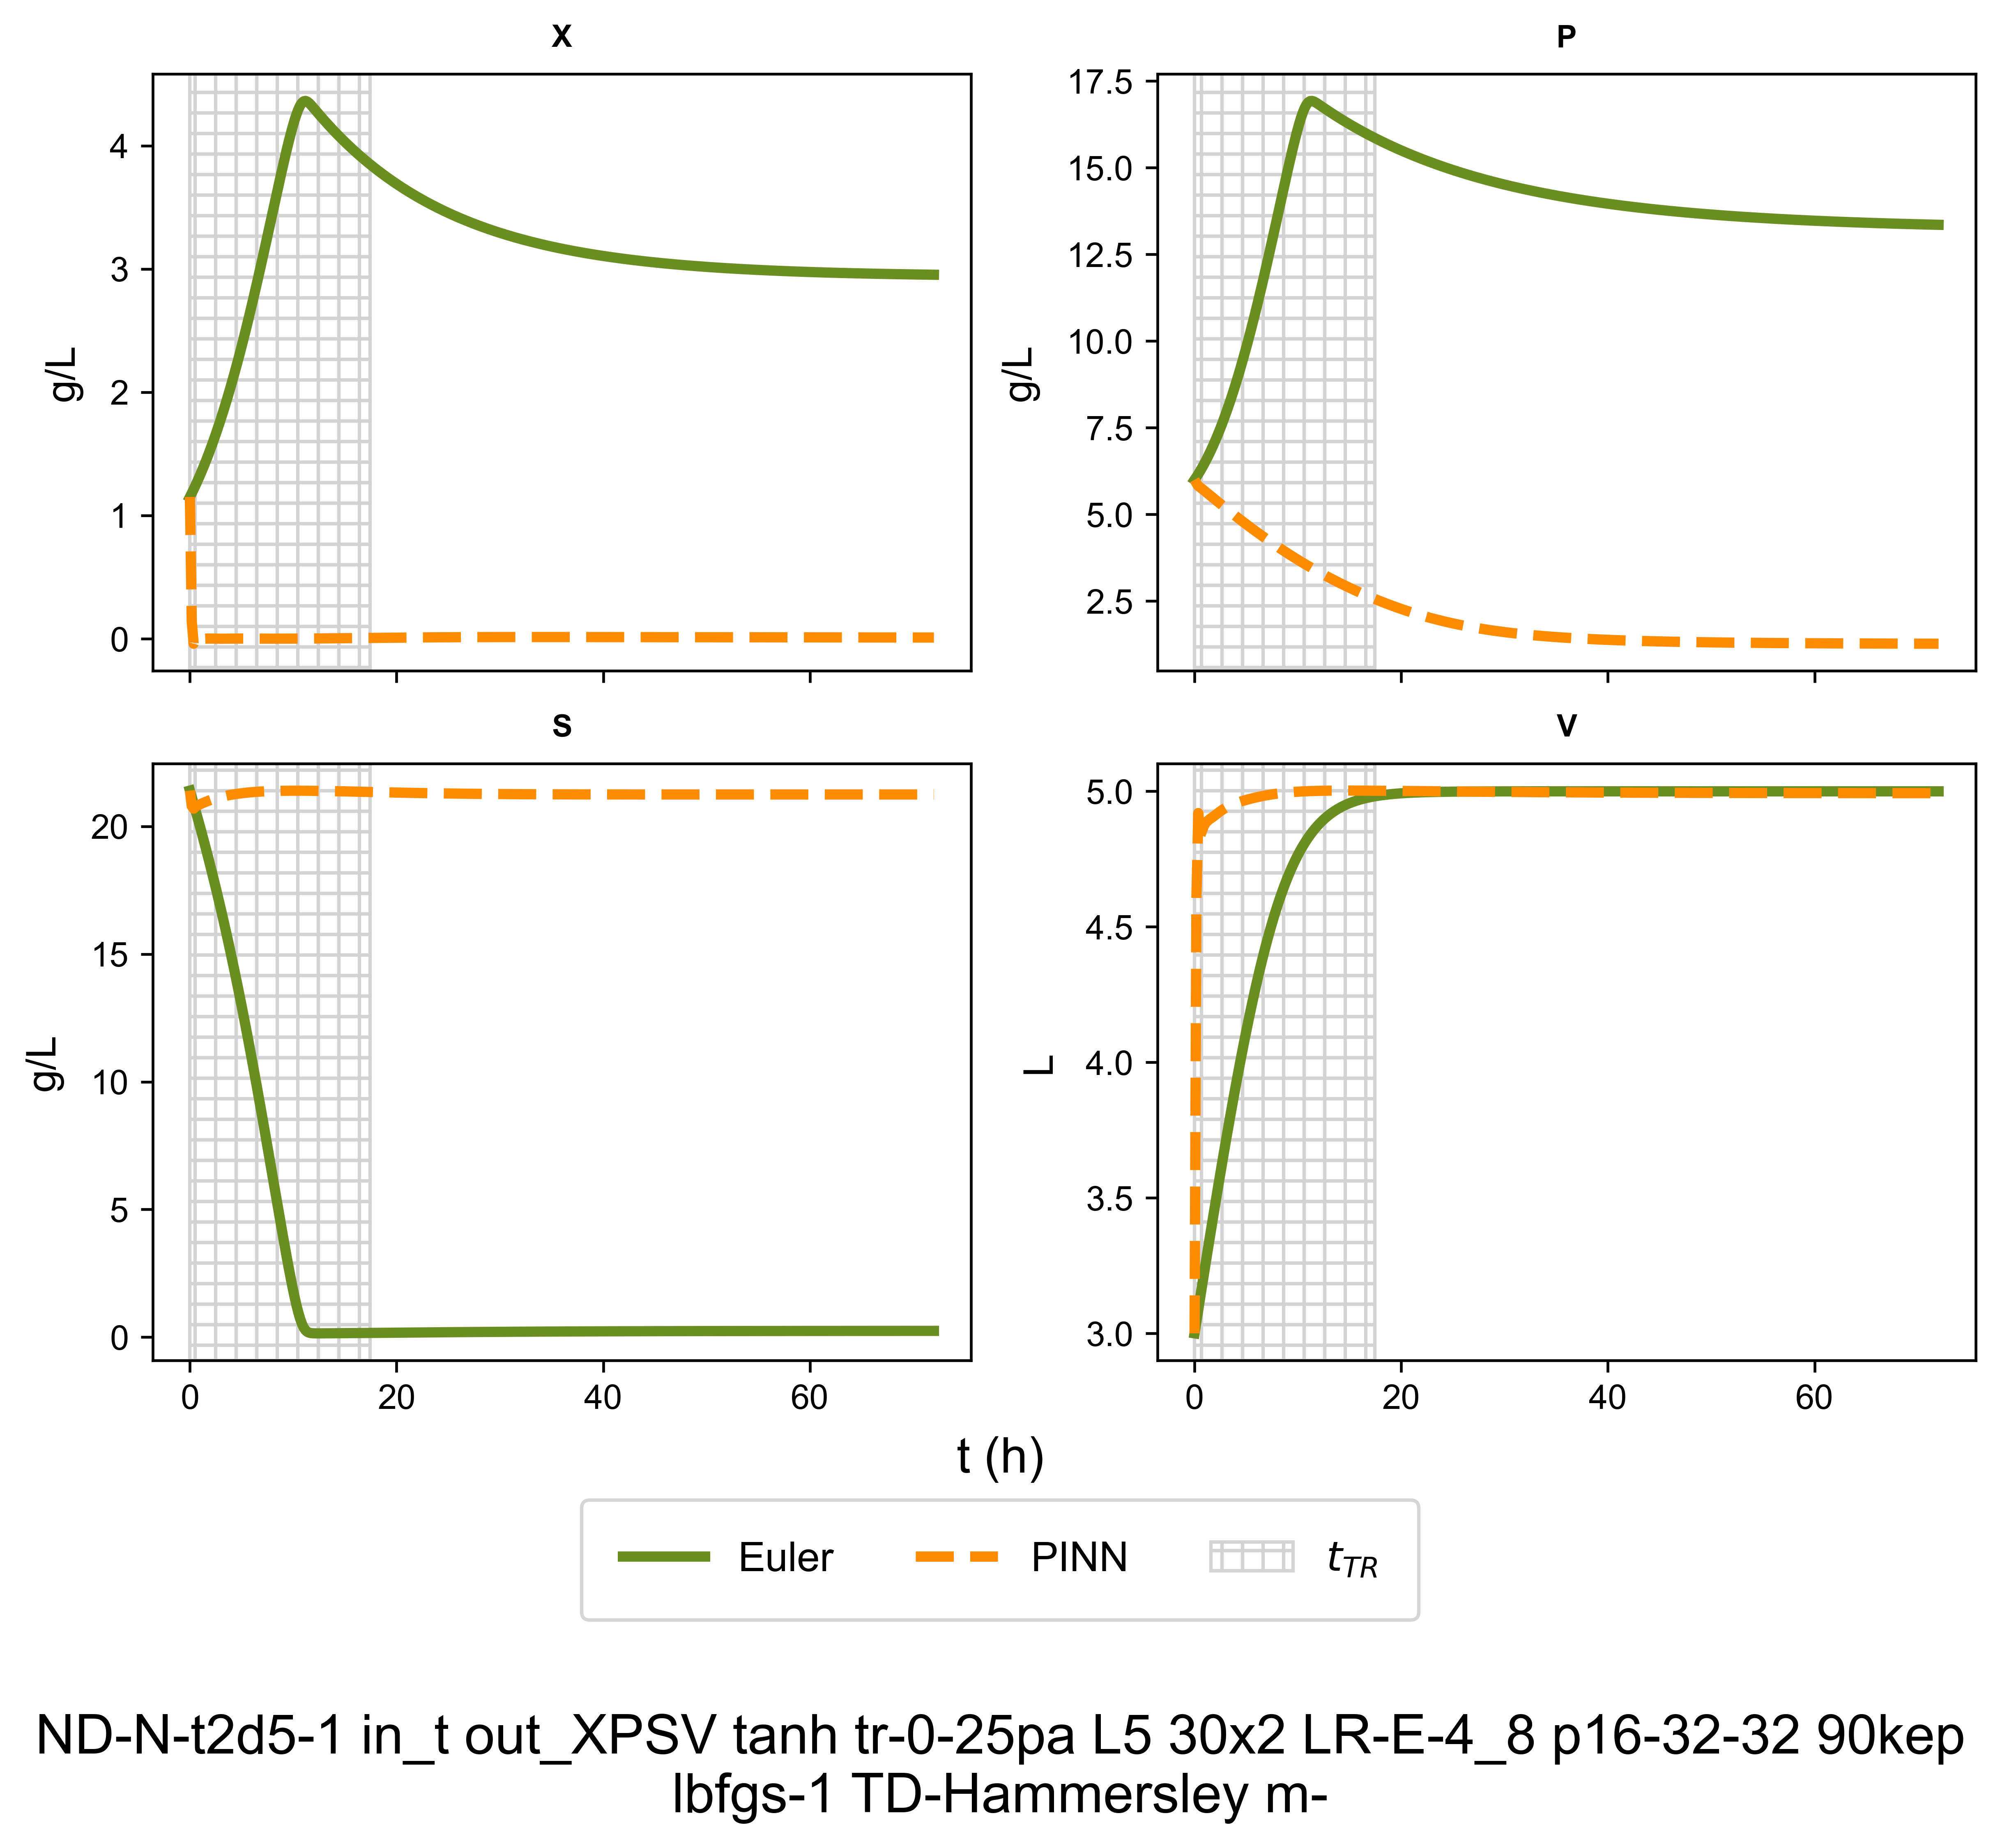 X
P
4
3
2
1
0
g/L
17.5
15.0
12.5
10.0
7.5
5.0
2.5
g/L
S
V
20
15
10
5
0
g/L
0
20
40
60
5.0
4.5
4.0
3.5
3.0
L
0
20
40
60
t (h)
Euler
PINN
t_TR
ND-N-t2d5-1 in_t out_XPSV tanh tr-0-25pa L5 30x2 LR-E-4_8 p16-32-32 90kep
lbfgs-1 TD-Hammersley m-